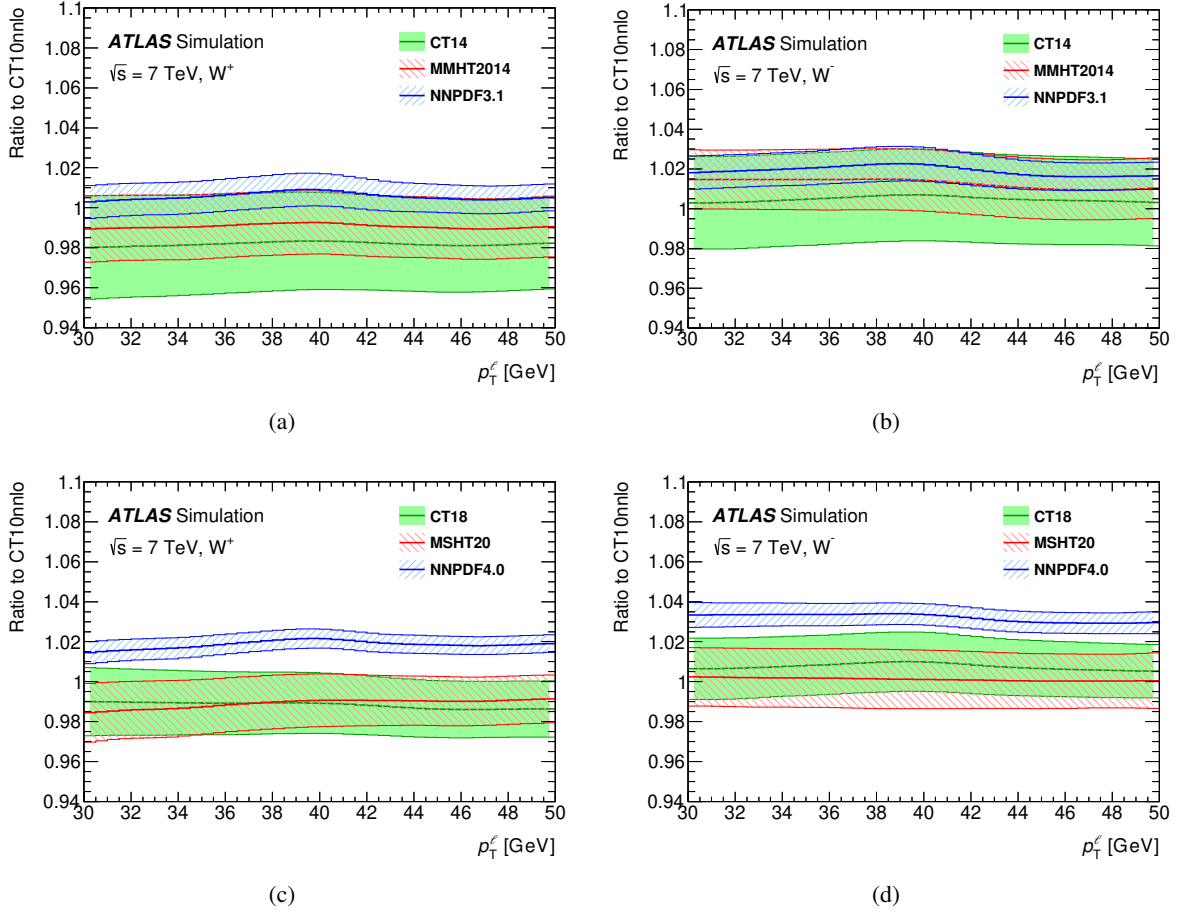 Ratio to CT10nnlo
1.1
1.08
1.06
1.04
1.02
1
0.98
0.96
0.94
ATLAS Simulation
√s = 7 TeV, W⁺
CT14
MMHT2014
NNPDF3.1
30 32 34 36 38 40 42 44 46 48 50
p_T^ℓ [GeV]
(a)
Ratio to CT10nnlo
1.1
1.08
1.06
1.04
1.02
1
0.98
0.96
0.94
ATLAS Simulation
√s = 7 TeV, W⁻
CT14
MMHT2014
NNPDF3.1
30 32 34 36 38 40 42 44 46 48 50
p_T^ℓ [GeV]
(b)
Ratio to CT10nnlo
1.1
1.08
1.06
1.04
1.02
1
0.98
0.96
0.94
ATLAS Simulation
√s = 7 TeV, W⁺
CT18
MSHT20
NNPDF4.0
30 32 34 36 38 40 42 44 46 48 50
p_T^ℓ [GeV]
(c)
Ratio to CT10nnlo
1.1
1.08
1.06
1.04
1.02
1
0.98
0.96
0.94
ATLAS Simulation
√s = 7 TeV, W⁻
CT18
MSHT20
NNPDF4.0
30 32 34 36 38 40 42 44 46 48 50
p_T^ℓ [GeV]
(d)